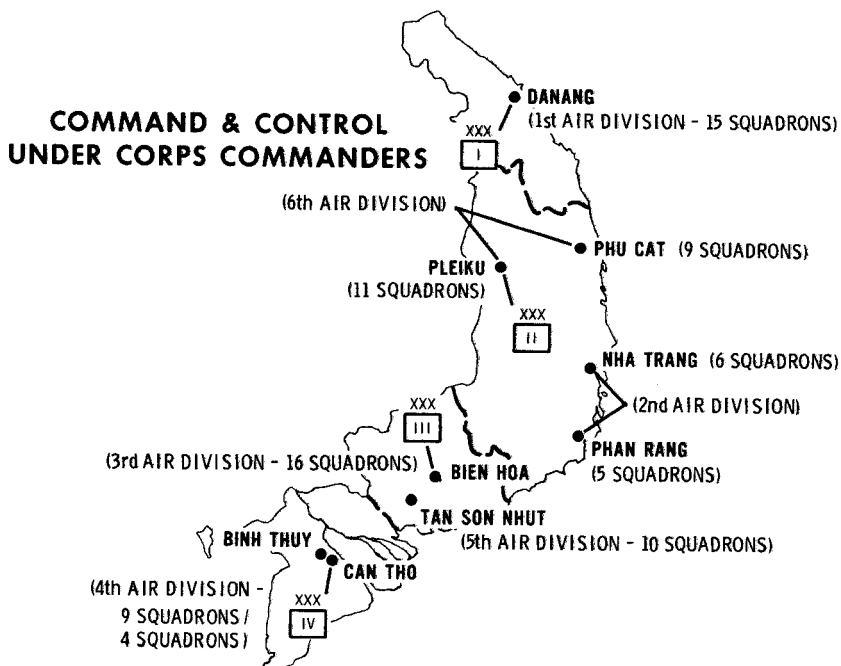 COMMAND & CONTROL
UNDER CORPS COMMANDERS
DANANG
(1st AIR DIVISION - 15 SQUADRONS)
XXX
I
(6th AIR DIVISION)
PHU CAT (9 SQUADRONS)
PLEIKU
(11 SQUADRONS)
XXX
II
NHA TRANG (6 SQUADRONS)
(2nd AIR DIVISION)
PHAN RANG
(5 SQUADRONS)
XXX
III
(3rd AIR DIVISION - 16 SQUADRONS)
BIEN HOA
TAN SON NHUT
(5th AIR DIVISION - 10 SQUADRONS)
BINH THUY
CAN THO
(4th AIR DIVISION -
9 SQUADRONS/
4 SQUADRONS)
XXX
IV